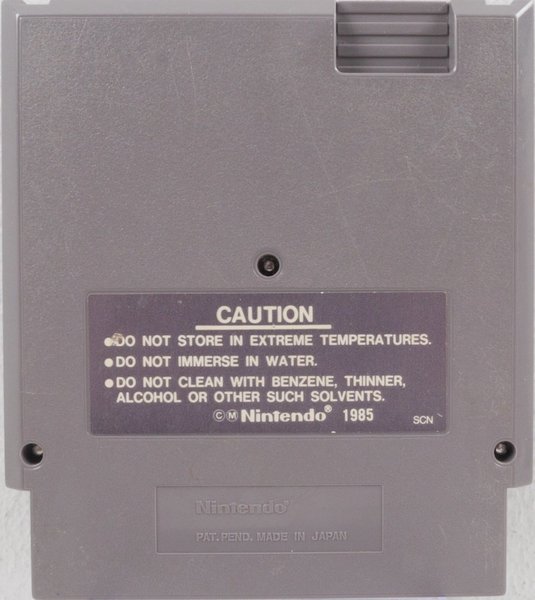 CAUTION
●DO NOT STORE IN EXTREME TEMPERATURES.
●DO NOT IMMERSE IN WATER.
●DO NOT CLEAN WITH BENZENE, THINNER,
ALCOHOL OR OTHER SUCH SOLVENTS.
©Ⓜ Nintendo® 1985
SCN
Nintendo®
PAT. PEND. MADE IN JAPAN